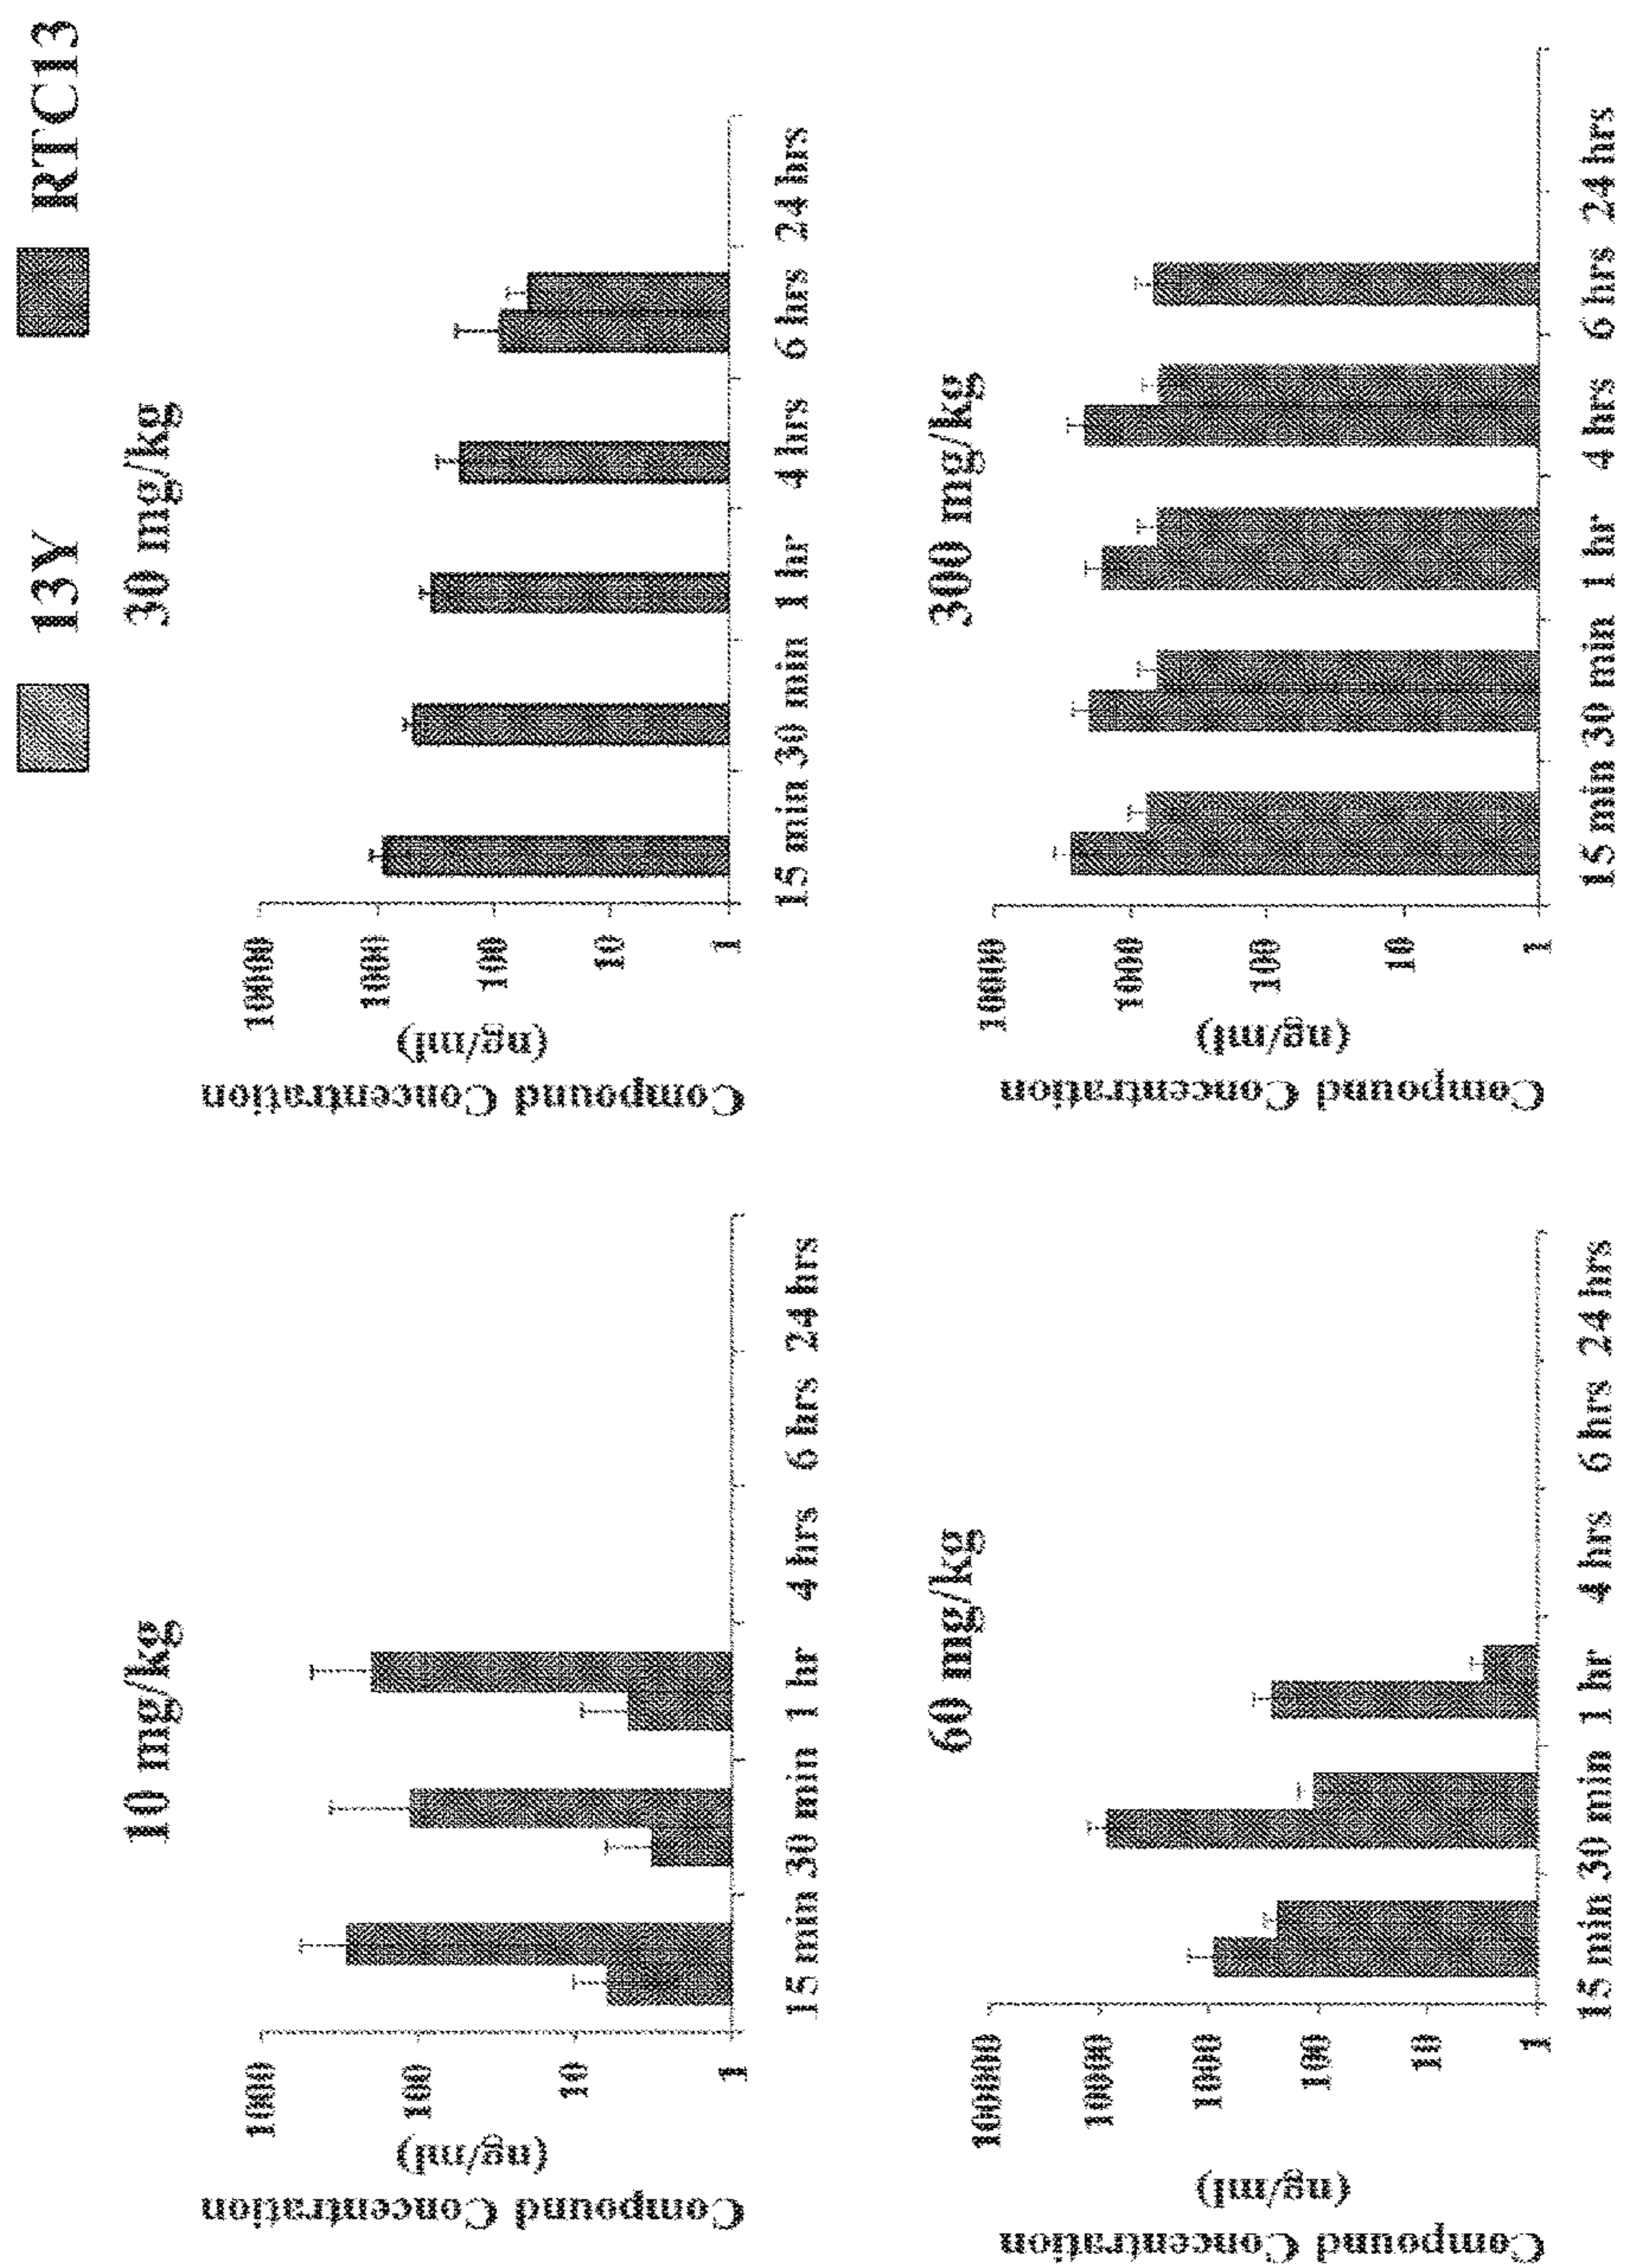 13Y RTC13
10 mg/kg
Compound Concentration
(ng/ml)
1000
100
10
1
15 min 30 min 1 hr 4 hrs 6 hrs 24 hrs
30 mg/kg
Compound Concentration
(ng/ml)
10000
1000
100
10
1
15 min 30 min 1 hr 4 hrs 6 hrs 24 hrs
60 mg/kg
Compound Concentration
(ng/ml)
100000
10000
1000
100
10
1
15 min 30 min 1 hr 4 hrs 6 hrs 24 hrs
300 mg/kg
Compound Concentration
(ng/ml)
10000
1000
100
10
1
15 min 30 min 1 hr 4 hrs 6 hrs 24 hrs